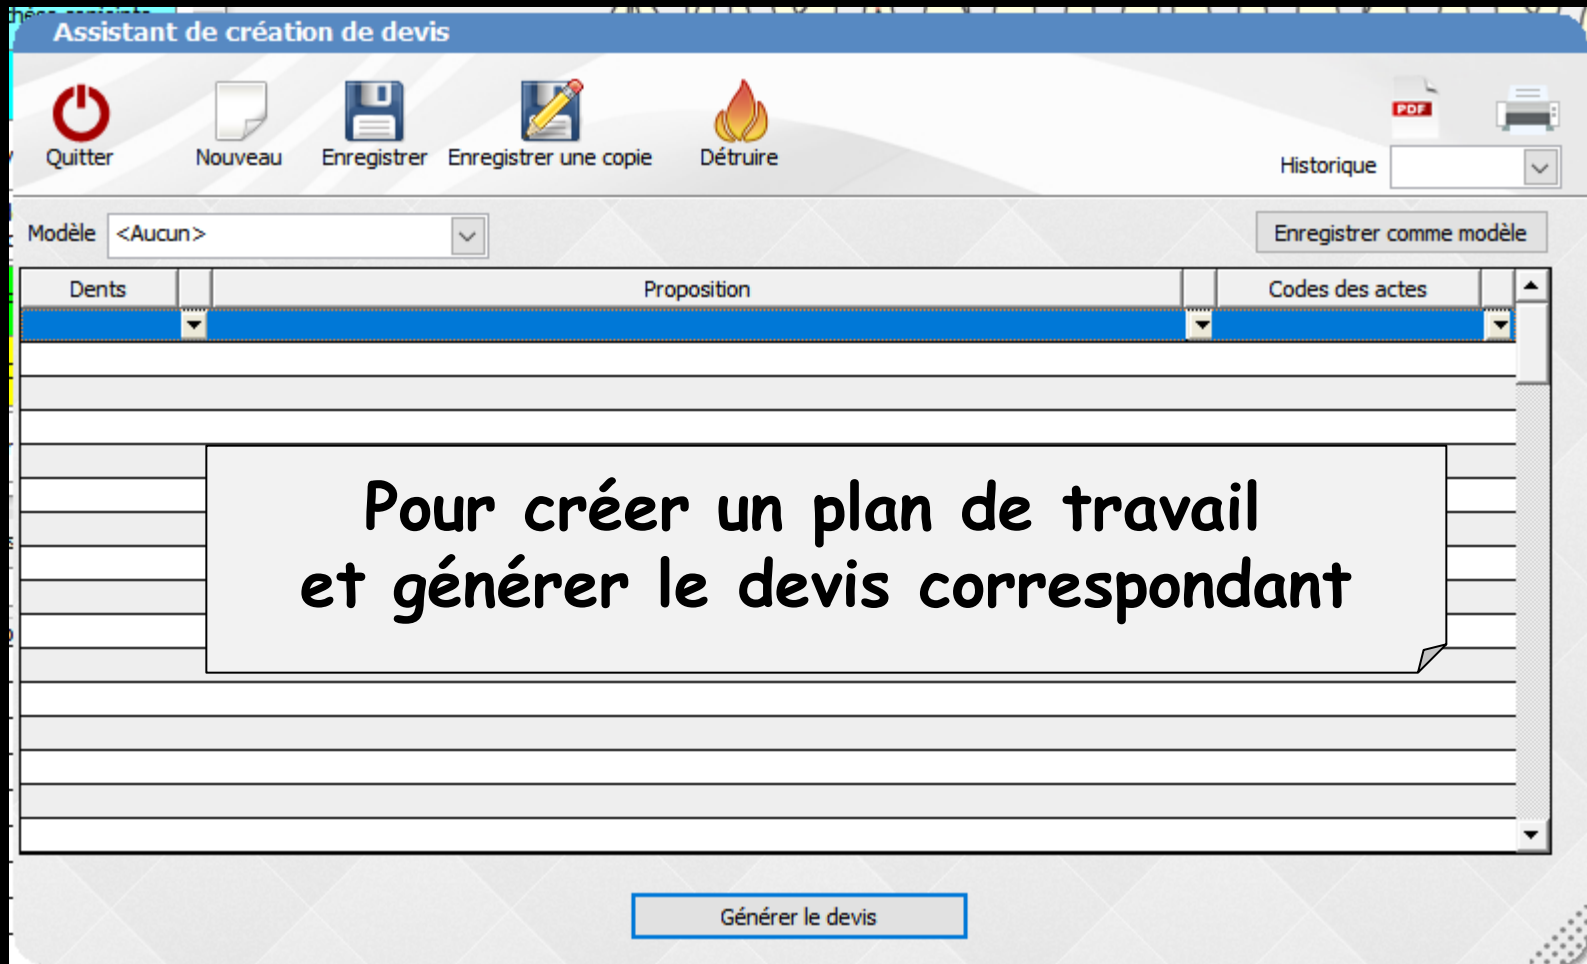 Assistant de création de devis
PDF
Quitter
Nouveau
Enregistrer
Enregistrer une copie
Détruire
Historique
Modèle
<Aucun>
Enregistrer comme modèle
Dents
Proposition
Codes des actes
Pour créer un plan de travail
et générer le devis correspondant
Générer le devis